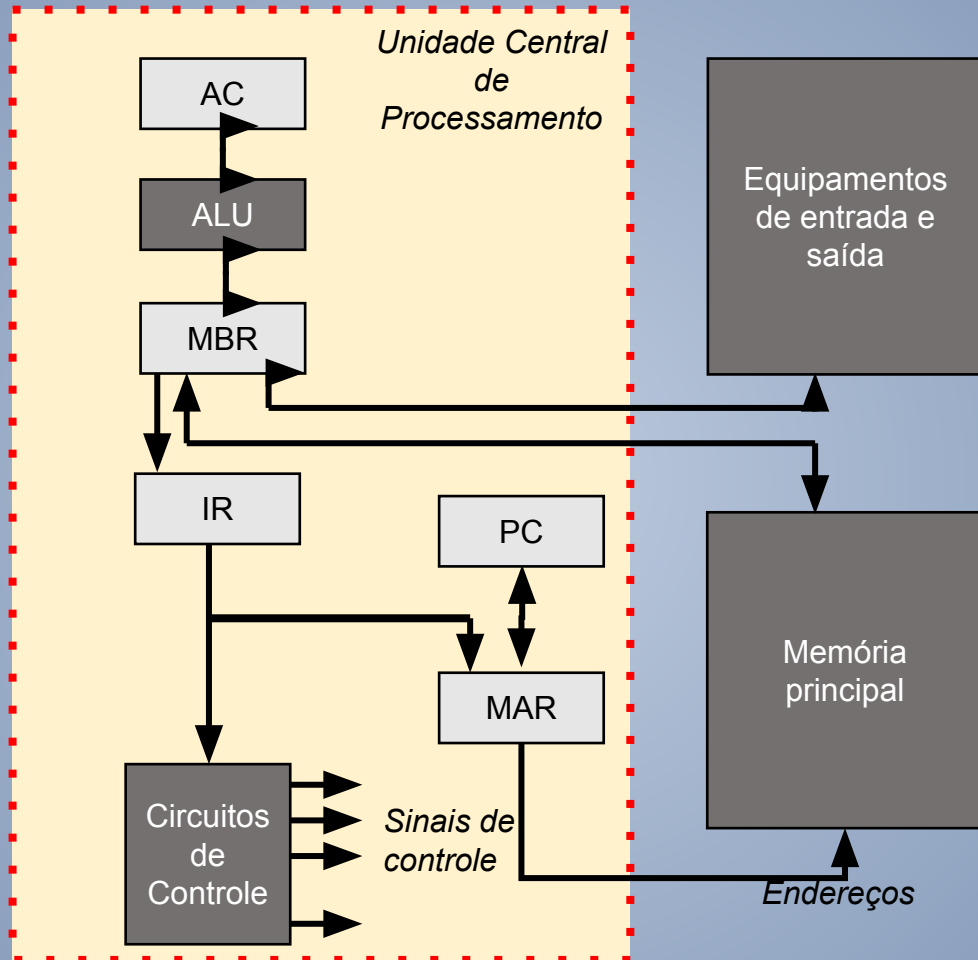 Unidade Central
de
Processamento
AC
ALU
MBR
Equipamentos
de entrada e
saída
IR
PC
MAR
Memória
principal
Circuitos
de
Controle
Sinais de
controle
Endereços